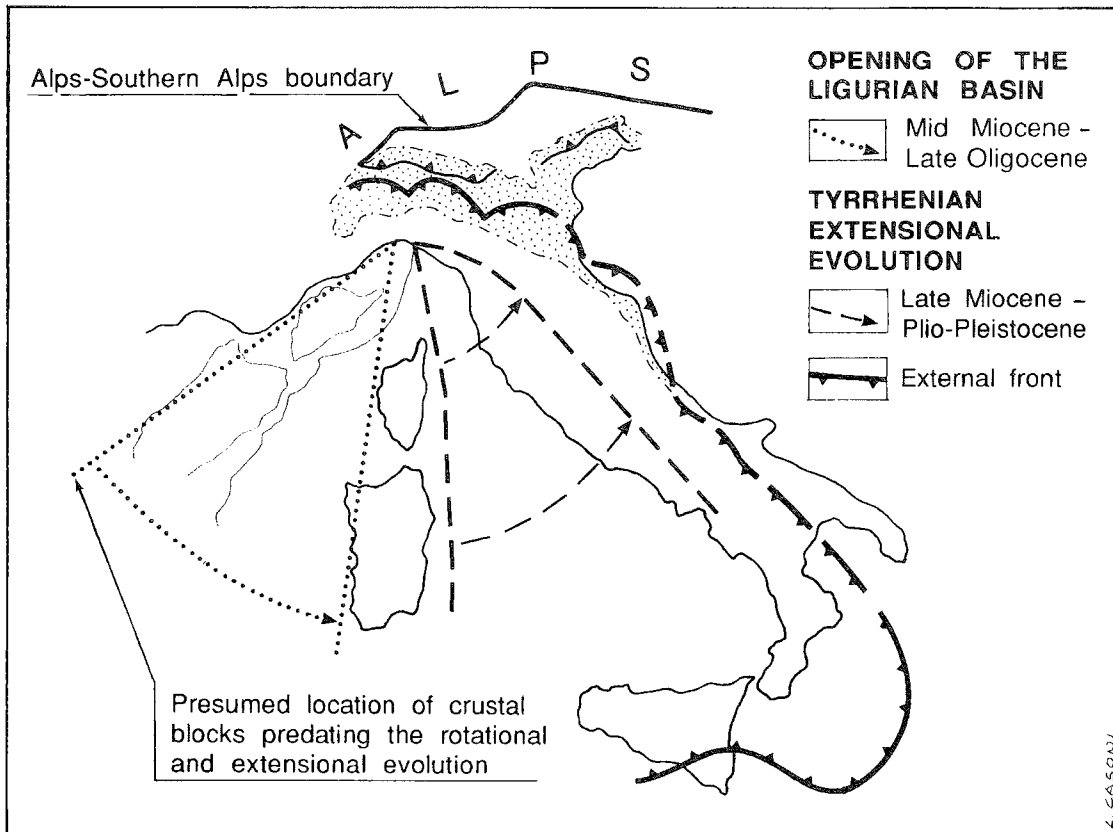 Alps-Southern Alps boundary
A L P S
OPENING OF THE
LIGURIAN BASIN
Mid Miocene -
Late Oligocene
TYRRHENIAN
EXTENSIONAL
EVOLUTION
Late Miocene -
Plio-Pleistocene
External front
Presumed location of crustal
blocks predating the rotational
and extensional evolution